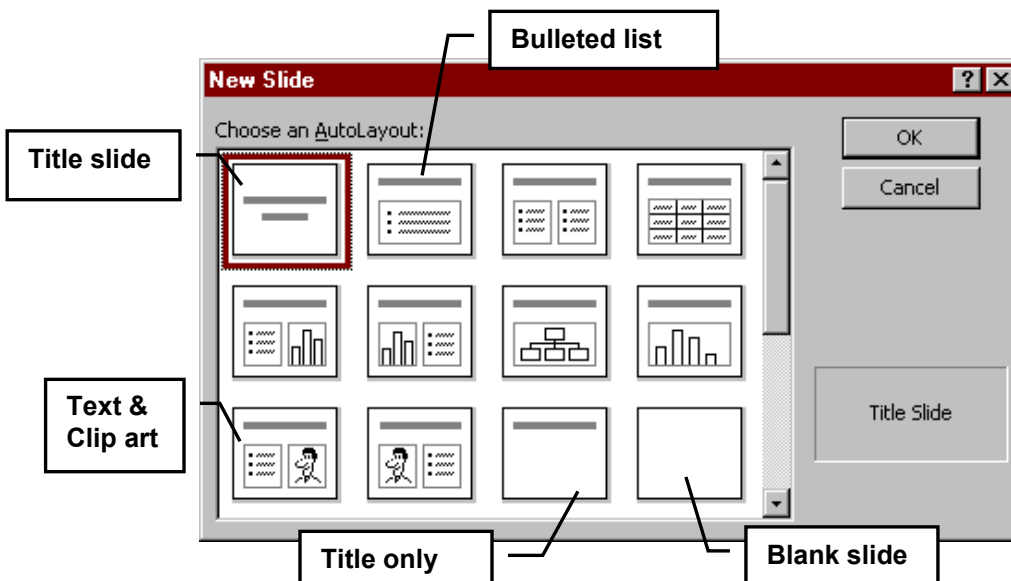 Bulleted list
New Slide
Choose an AutoLayout:
OK
Title slide
Cancel
Text &
Clip art
Title Slide
Title only
Blank slide